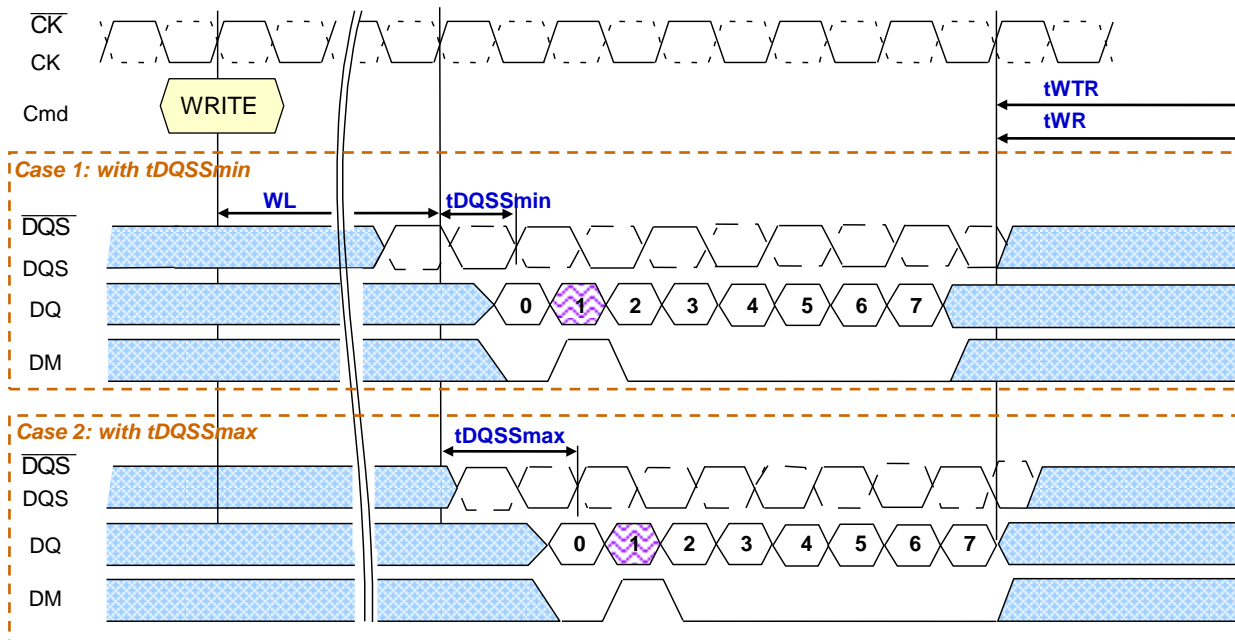 CK
CK
Cmd
WRITE
tWTR
tWR
Case 1: with tDQSSmin
WL
tDQSSmin
DQS
DQS
DQ
0 1 2 3 4 5 6 7
DM
Case 2: with tDQSSmax
tDQSSmax
DQS
DQS
DQ
0 1 2 3 4 5 6 7
DM